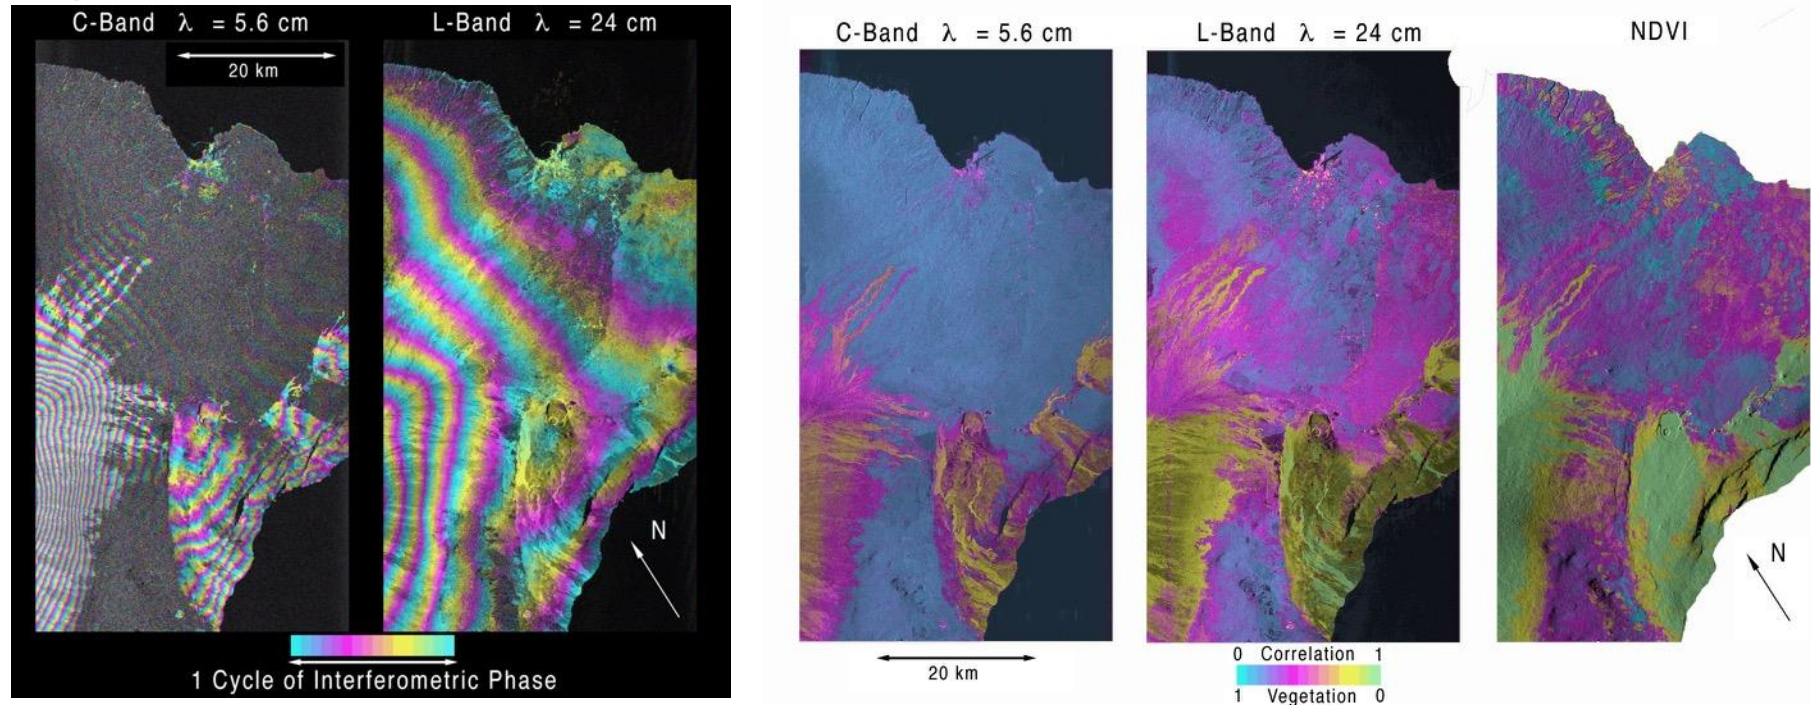 C-Band λ = 5.6 cm
20 km
L-Band λ = 24 cm
N
1 Cycle of Interferometric Phase
C-Band λ = 5.6 cm
L-Band λ = 24 cm
NDVI
N
20 km
0 Correlation 1
1 Vegetation 0